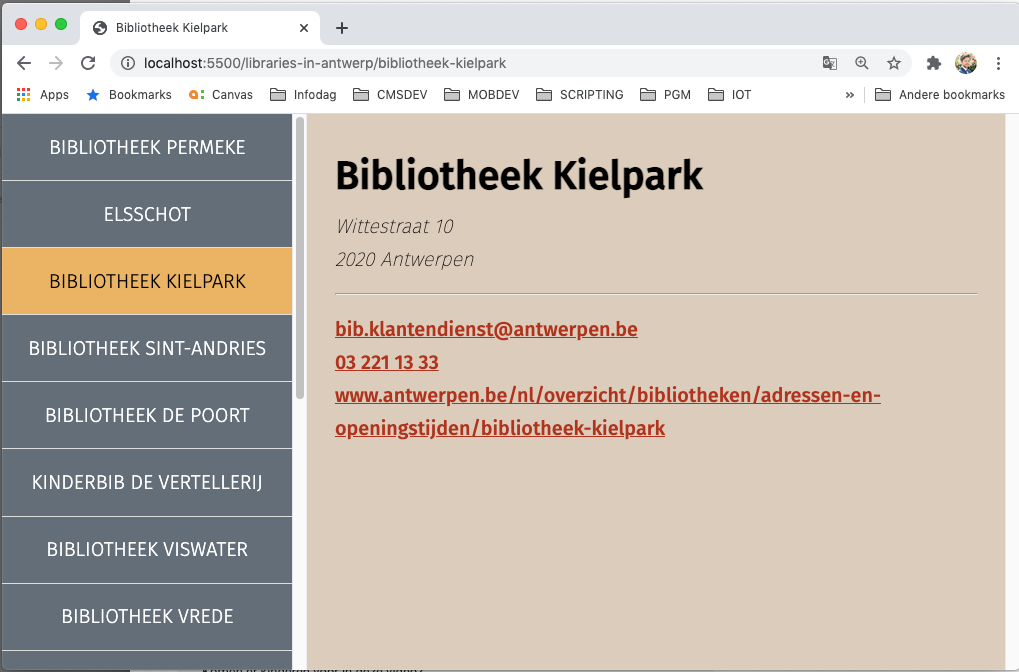 Bibliotheek Kielpark
localhost:5500/libraries-in-antwerp/bibliotheek-kielpark
Apps Bookmarks Canvas Infodag CMSDEV MOBDEV SCRIPTING PGM IOT » Andere bookmarks
BIBLIOTHEEK PERMEKE
ELSSCHOT
BIBLIOTHEEK KIELPARK
BIBLIOTHEEK SINT-ANDRIES
BIBLIOTHEEK DE POORT
KINDERBIB DE VERTELLERIJ
BIBLIOTHEEK VISWATER
BIBLIOTHEEK VREDE
Bibliotheek Kielpark
Wittestraat 10
2020 Antwerpen
bib.klantendienst@antwerpen.be
03 221 13 33
www.antwerpen.be/nl/overzicht/bibliotheken/adressen-en-
openingstijden/bibliotheek-kielpark